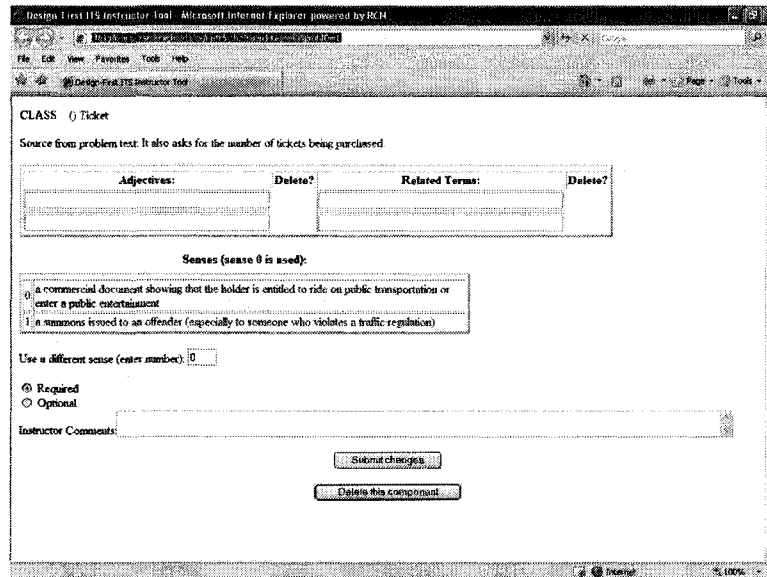 Design First ITS Instructor Tool - Microsoft Internet Explorer powered by RCN
Google
File Edit View Favorites Tools Help
Design-First ITS Instructor Tool
Page Tools
CLASS () Ticket
Source from problem text: It also asks for the number of tickets being purchased.
Adjectives: Delete? Related Terms: Delete?
Senses (sense 0 is used):
0 a commercial document showing that the holder is entitled to ride on public transportation or
enter a public entertainment
1 a summons issued to an offender (especially to someone who violates a traffic regulation)
Use a different sense (enter number): 0
Required
Optional
Instructor Comments:
Submit changes
Delete this component
Internet 100%